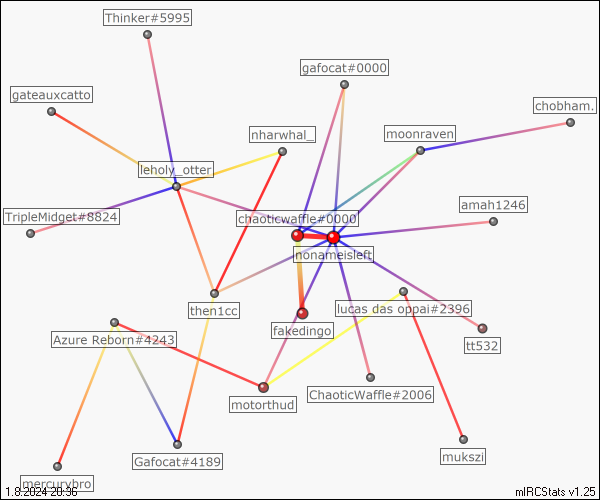 Thinker#5995
gafocat#0000
gateauxcatto
chobham.
nharwhal_
moonraven
leholy_otter
amah1246
TripleMidget#8824
chaoticwaffle#0000
nonameisleft
then1cc
lucas das oppai#2396
fakedingo
Azure Reborn#4243
tt532
ChaoticWaffle#2006
motorthud
mukszi
Gafocat#4189
mercurybro
1.8.2024 20:36
mIRCStats v1.25